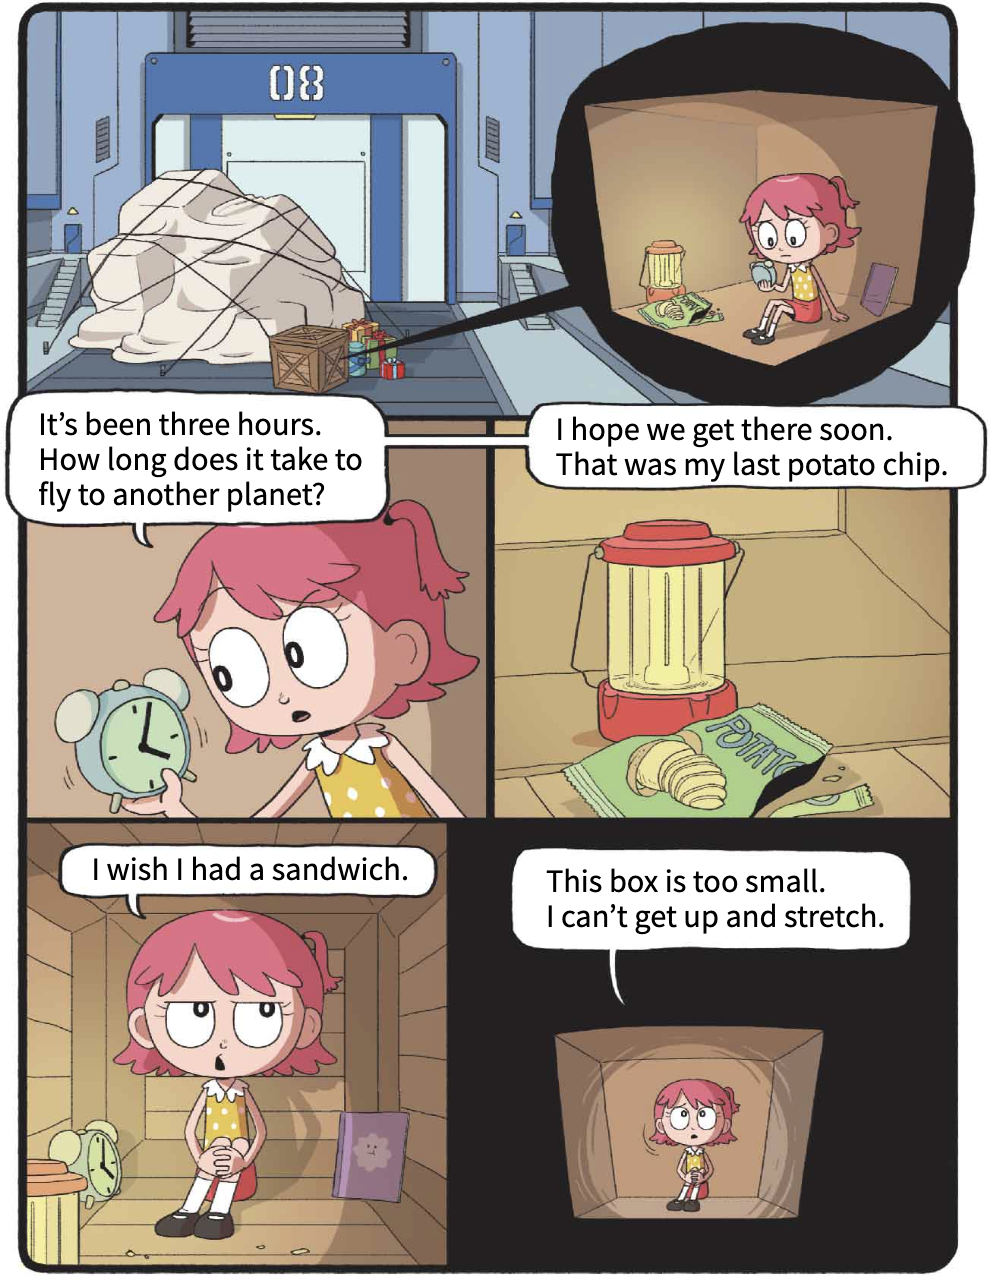 08
It’s been three hours.
How long does it take to
fly to another planet?
I hope we get there soon.
That was my last potato chip.
POTATO
I wish I had a sandwich.
This box is too small.
I can’t get up and stretch.